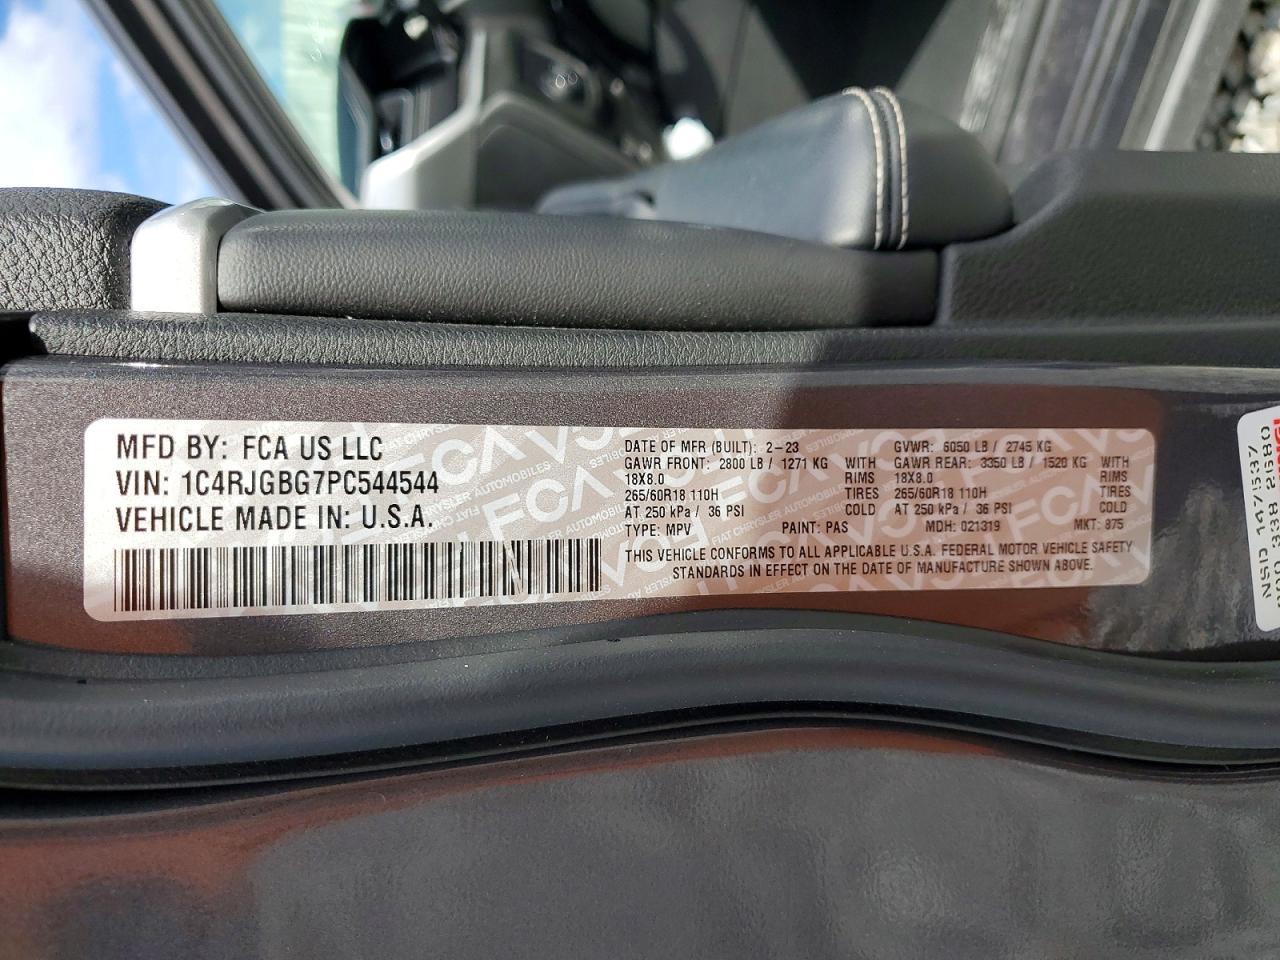 MFD BY: FCA US LLC
VIN: 1C4RJGBG7PC544544
VEHICLE MADE IN: U.S.A.
DATE OF MFR (BUILT): 2-23 GVWR: 6050 LB / 2745 KG
GAWR FRONT: 2800 LB / 1271 KG WITH GAWR REAR: 3350 LB / 1520 KG WITH
18X8.0 RIMS 18X8.0 RIMS
265/60R18 110H TIRES 265/60R18 110H TIRES
AT 250 kPa / 36 PSI COLD AT 250 kPa / 36 PSI COLD
TYPE: MPV PAINT: PAS MDH: 021319 MKT: 875
THIS VEHICLE CONFORMS TO ALL APPLICABLE U.S.A. FEDERAL MOTOR VEHICLE SAFETY
STANDARDS IN EFFECT ON THE DATE OF MANUFACTURE SHOWN ABOVE.
NSID 1471537
338 2680